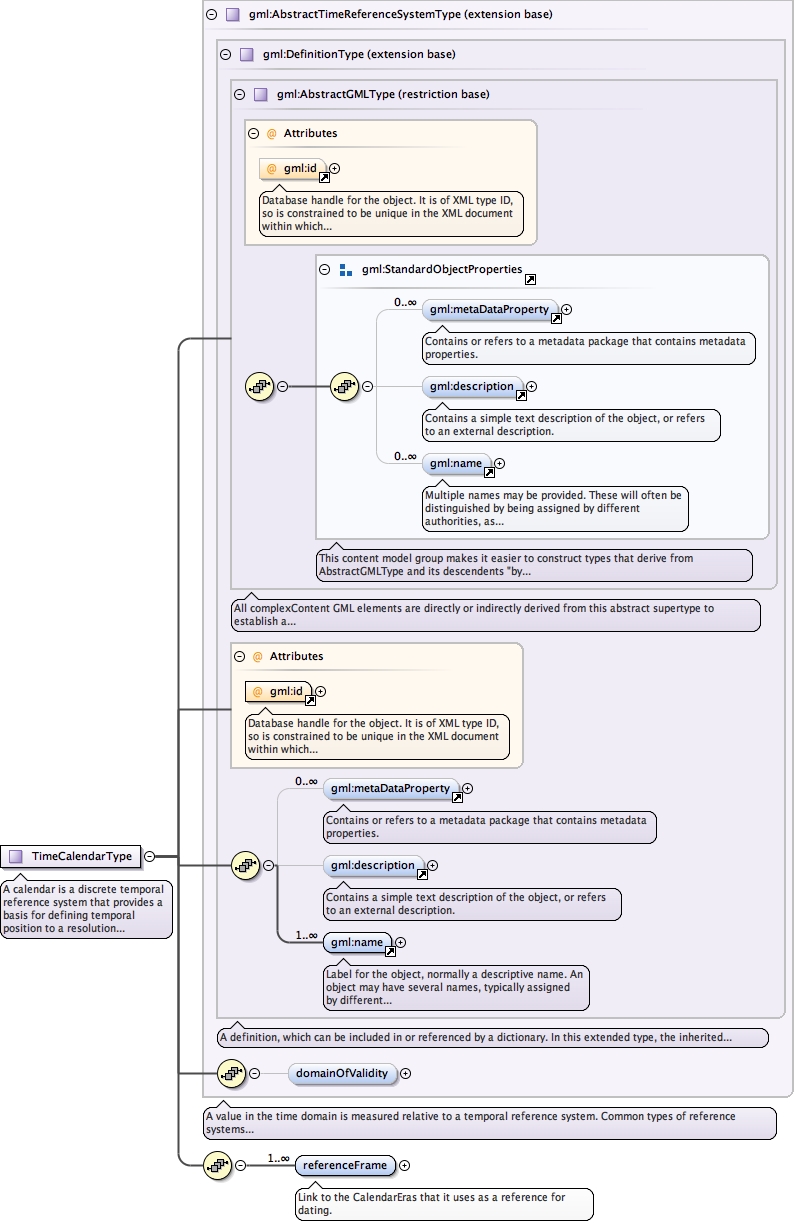 gml:AbstractTimeReferenceSystemType (extension base)
gml:DefinitionType (extension base)
gml:AbstractGMLType (restriction base)
@ Attributes
@ gml:id
Database handle for the object. It is of XML type ID,
so is constrained to be unique in the XML document
within which...
gml:StandardObjectProperties
0..∞
gml:metaDataProperty
Contains or refers to a metadata package that contains metadata
properties.
gml:description
Contains a simple text description of the object, or refers
to an external description.
0..∞
gml:name
Multiple names may be provided. These will often be
distinguished by being assigned by different
authorities, as...
This content model group makes it easier to construct types that derive from
AbstractGMLType and its descendents "by...
All complexContent GML elements are directly or indirectly derived from this abstract supertype to
establish a...
@ Attributes
@ gml:id
Database handle for the object. It is of XML type ID,
so is constrained to be unique in the XML document
within which...
0..∞
gml:metaDataProperty
Contains or refers to a metadata package that contains metadata
properties.
gml:description
Contains a simple text description of the object, or refers
to an external description.
1..∞
gml:name
Label for the object, normally a descriptive name. An
object may have several names, typically assigned
by different...
TimeCalendarType
A calendar is a discrete temporal
reference system that provides a
basis for defining temporal
position to a resolution...
A definition, which can be included in or referenced by a dictionary. In this extended type, the inherited...
domainOfValidity
A value in the time domain is measured relative to a temporal reference system. Common types of reference
systems...
1..∞
referenceFrame
Link to the CalendarEras that it uses as a reference for
dating.